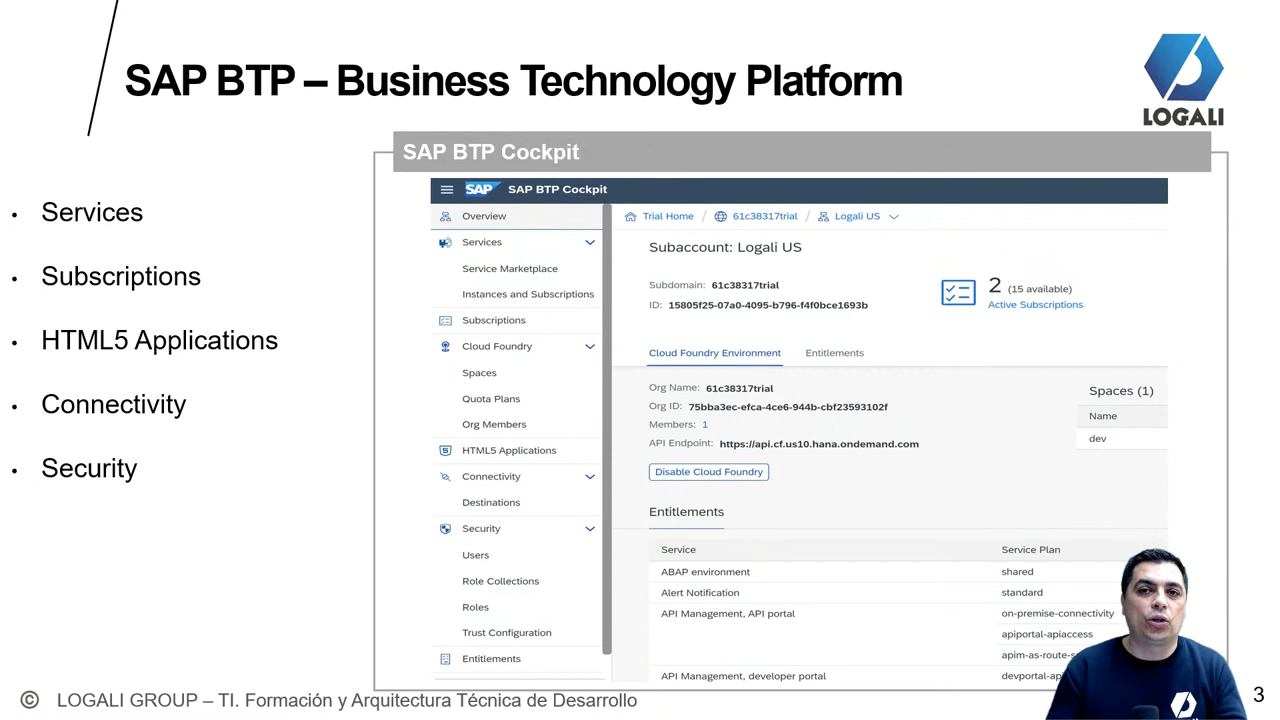 SAP BTP – Business Technology Platform
LOGALI
SAP BTP Cockpit
• Services
• Subscriptions
• HTML5 Applications
• Connectivity
• Security
SAP SAP BTP Cockpit
Overview
Services
Service Marketplace
Instances and Subscriptions
Subscriptions
Cloud Foundry
Spaces
Quota Plans
Org Members
HTML5 Applications
Connectivity
Destinations
Security
Users
Role Collections
Roles
Trust Configuration
Entitlements
Trial Home / 61c38317trial / Logali US
Subaccount: Logali US
Subdomain: 61c38317trial
ID: 15805f25-07a0-4095-b796-f4f0bce1693b
2 (15 available)
Active Subscriptions
Cloud Foundry Environment Entitlements
Org Name: 61c38317trial
Org ID: 75bba3ec-efca-4ce6-944b-cbf23593102f
Members: 1
API Endpoint: https://api.cf.us10.hana.ondemand.com
Disable Cloud Foundry
Spaces (1)
Name
dev
Entitlements
Service Service Plan
ABAP environment shared
Alert Notification standard
API Management, API portal on-premise-connectivity
apiportal-apiaccess
apim-as-route-s
API Management, developer portal devportal-ap
© LOGALI GROUP – TI. Formación y Arquitectura Técnica de Desarrollo
3